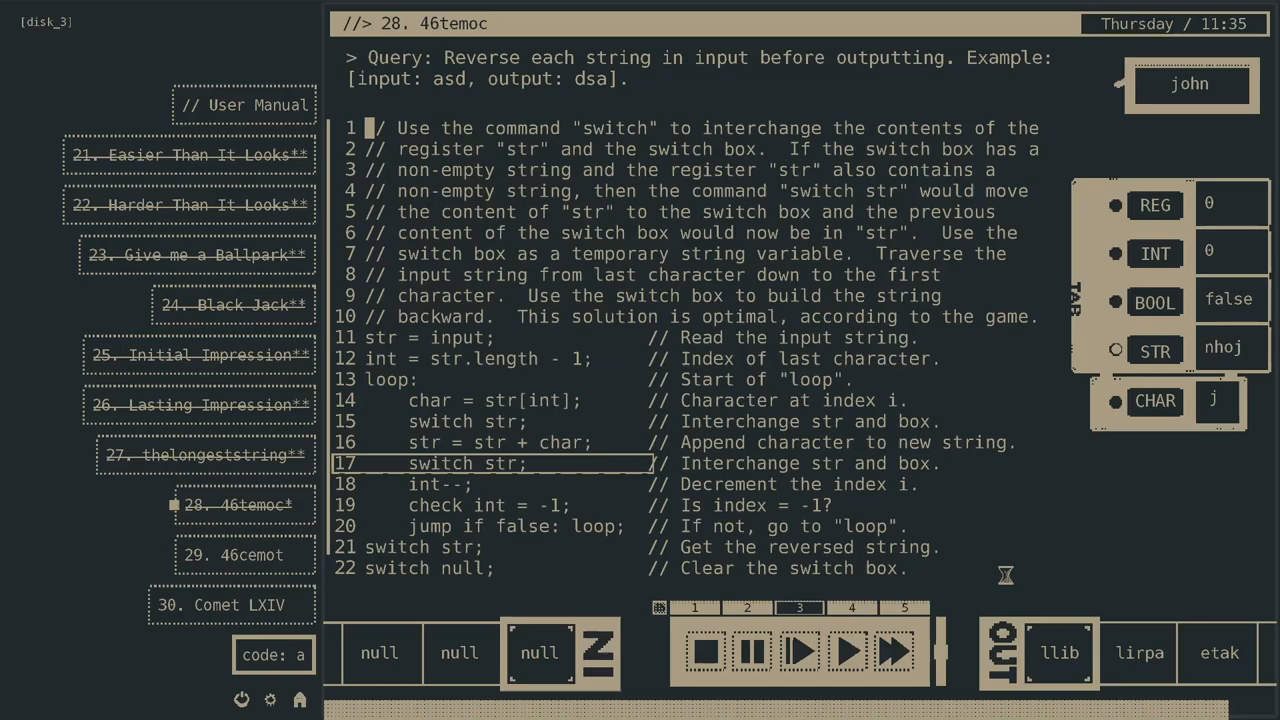 [disk_3]
// User Manual
21. Easier Than It Looks**
22. Harder Than It Looks**
23. Give me a Ballpark**
24. Black Jack**
25. Initial Impression**
26. Lasting Impression**
27. thelongeststring**
28. 46temoc*
29. 46cemot
30. Comet LXIV
code: a
//> 28. 46temoc
Thursday / 11:35
> Query: Reverse each string in input before outputting. Example:
[input: asd, output: dsa].
1 // Use the command "switch" to interchange the contents of the
2 // register "str" and the switch box.  If the switch box has a
3 // non-empty string and the register "str" also contains a
4 // non-empty string, then the command "switch str" would move
5 // the content of "str" to the switch box and the previous
6 // content of the switch box would now be in "str".  Use the
7 // switch box as a temporary string variable.  Traverse the
8 // input string from last character down to the first
9 // character.  Use the switch box to build the string
10 // backward.  This solution is optimal, according to the game.
11 str = input; // Read the input string.
12 int = str.length - 1; // Index of last character.
13 loop: // Start of "loop".
14 char = str[int]; // Character at index i.
15 switch str; // Interchange str and box.
16 str = str + char; // Append character to new string.
17 switch str; // Interchange str and box.
18 int--; // Decrement the index i.
19 check int = -1; // Is index = -1?
20 jump if false: loop; // If not, go to "loop".
21 switch str; // Get the reversed string.
22 switch null; // Clear the switch box.
john
REG 0
INT 0
BOOL false
STR nhoj
CHAR j
TAB
null null null IN
1 2 3 4 5
OUT llib lirpa etak